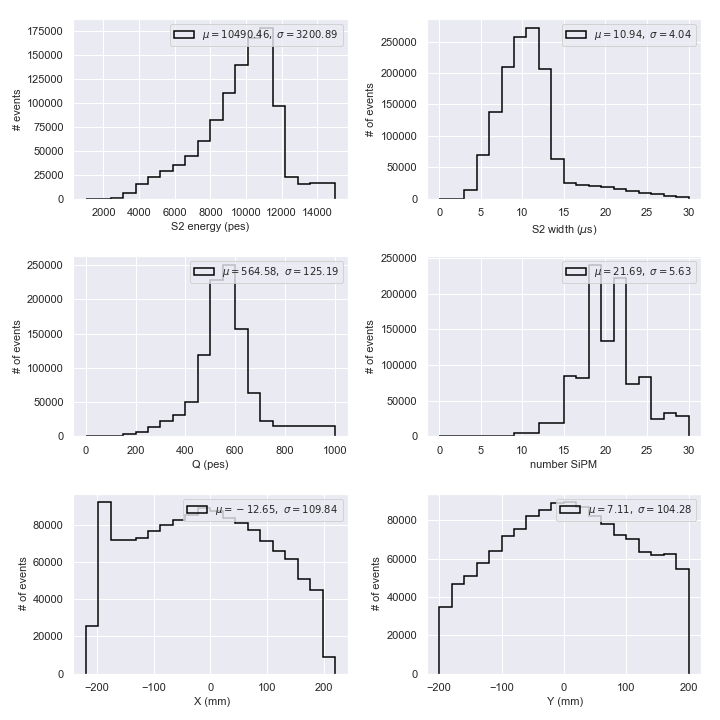 μ = 10490.46, σ = 3200.89
# events
175000
150000
125000
100000
75000
50000
25000
0
2000 4000 6000 8000 10000 12000 14000
S2 energy (pes)
μ = 10.94, σ = 4.04
# of events
250000
200000
150000
100000
50000
0
0 5 10 15 20 25 30
S2 width (μs)
μ = 564.58, σ = 125.19
# of events
250000
200000
150000
100000
50000
0
0 200 400 600 800 1000
Q (pes)
μ = 21.69, σ = 5.63
# of events
250000
200000
150000
100000
50000
0
0 5 10 15 20 25 30
number SiPM
μ = −12.65, σ = 109.84
# of events
80000
60000
40000
20000
0
−200 −100 0 100 200
X (mm)
μ = 7.11, σ = 104.28
# of events
80000
60000
40000
20000
0
−200 −100 0 100 200
Y (mm)